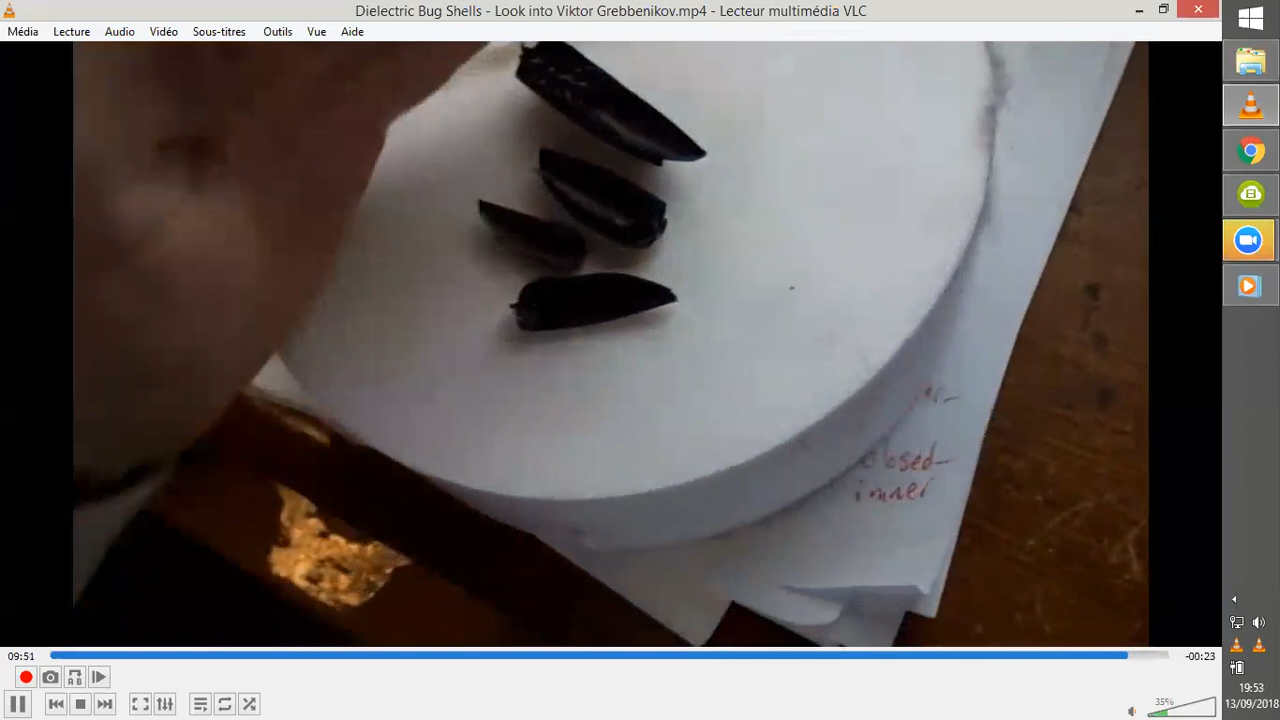 Dielectric Bug Shells - Look into Viktor Grebbenikov.mp4 - Lecteur multimédia VLC
Média Lecture Audio Vidéo Sous-titres Outils Vue Aide
closed-
inner
09:51
-00:23
35%
19:53
13/09/2018